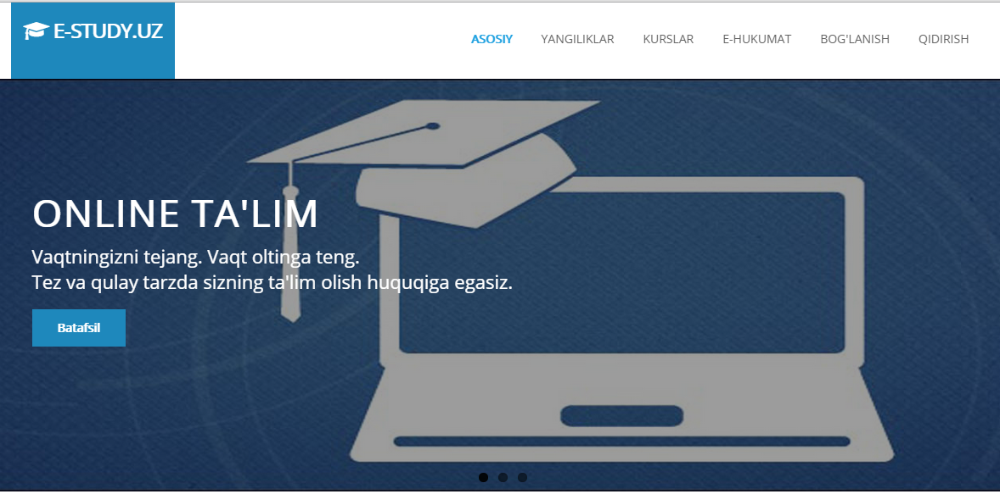 E-STUDY.UZ
ASOSIY YANGILIKLAR KURSLAR E-HUKUMAT BOG'LANISH QIDIRISH
ONLINE TA'LIM
Vaqtningizni tejang. Vaqt oltinga teng.
Tez va qulay tarzda sizning ta'lim olish huquqiga egasiz.
Batafsil